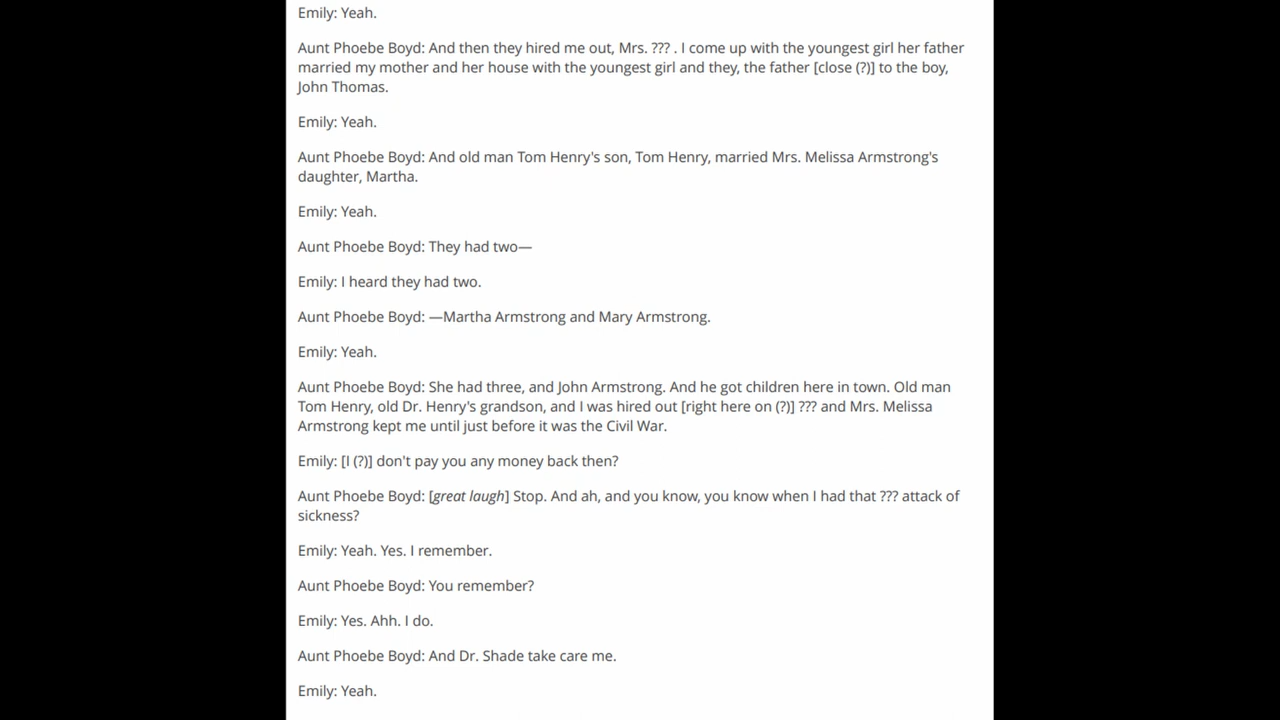 Emily: Yeah.
Aunt Phoebe Boyd: And then they hired me out, Mrs. ??? . I come up with the youngest girl her father
married my mother and her house with the youngest girl and they, the father [close (?)] to the boy,
John Thomas.
Emily: Yeah.
Aunt Phoebe Boyd: And old man Tom Henry's son, Tom Henry, married Mrs. Melissa Armstrong's
daughter, Martha.
Emily: Yeah.
Aunt Phoebe Boyd: They had two—
Emily: I heard they had two.
Aunt Phoebe Boyd: —Martha Armstrong and Mary Armstrong.
Emily: Yeah.
Aunt Phoebe Boyd: She had three, and John Armstrong. And he got children here in town. Old man
Tom Henry, old Dr. Henry's grandson, and I was hired out [right here on (?)] ??? and Mrs. Melissa
Armstrong kept me until just before it was the Civil War.
Emily: [I (?)] don't pay you any money back then?
Aunt Phoebe Boyd: [great laugh] Stop. And ah, and you know, you know when I had that ??? attack of
sickness?
Emily: Yeah. Yes. I remember.
Aunt Phoebe Boyd: You remember?
Emily: Yes. Ahh. I do.
Aunt Phoebe Boyd: And Dr. Shade take care me.
Emily: Yeah.